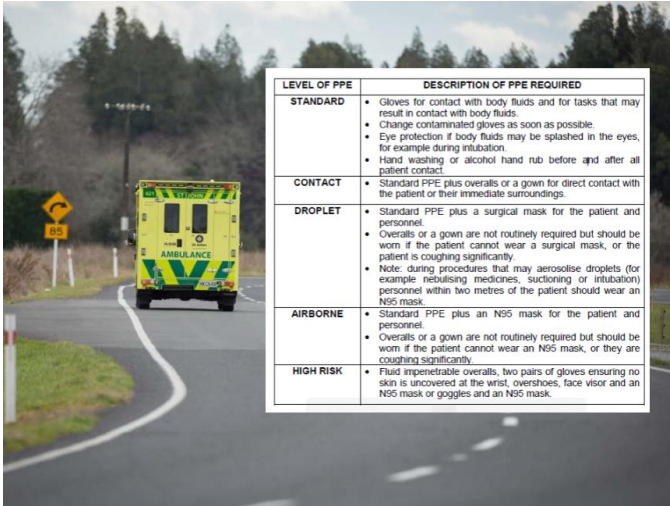 85
ST JOHN
AMBULANCE
LEVEL OF PPE DESCRIPTION OF PPE REQUIRED
STANDARD • Gloves for contact with body fluids and for tasks that may
result in contact with body fluids.
• Change contaminated gloves as soon as possible.
• Eye protection if body fluids may be splashed in the eyes,
for example during intubation.
• Hand washing or alcohol hand rub before and after all
patient contact.
CONTACT • Standard PPE plus overalls or a gown for direct contact with
the patient or their immediate surroundings.
DROPLET • Standard PPE plus a surgical mask for the patient and
personnel.
• Overalls or a gown are not routinely required but should be
worn if the patient cannot wear a surgical mask, or the
patient is coughing significantly.
• Note: during procedures that may aerosolise droplets (for
example nebulising medicines, suctioning or intubation)
personnel within two metres of the patient should wear an
N95 mask.
AIRBORNE • Standard PPE plus an N95 mask for the patient and
personnel.
• Overalls or a gown are not routinely required but should be
worn if the patient cannot wear an N95 mask, or they are
coughing significantly.
HIGH RISK • Fluid impenetrable overalls, two pairs of gloves ensuring no
skin is uncovered at the wrist, overshoes, face visor and an
N95 mask or goggles and an N95 mask.